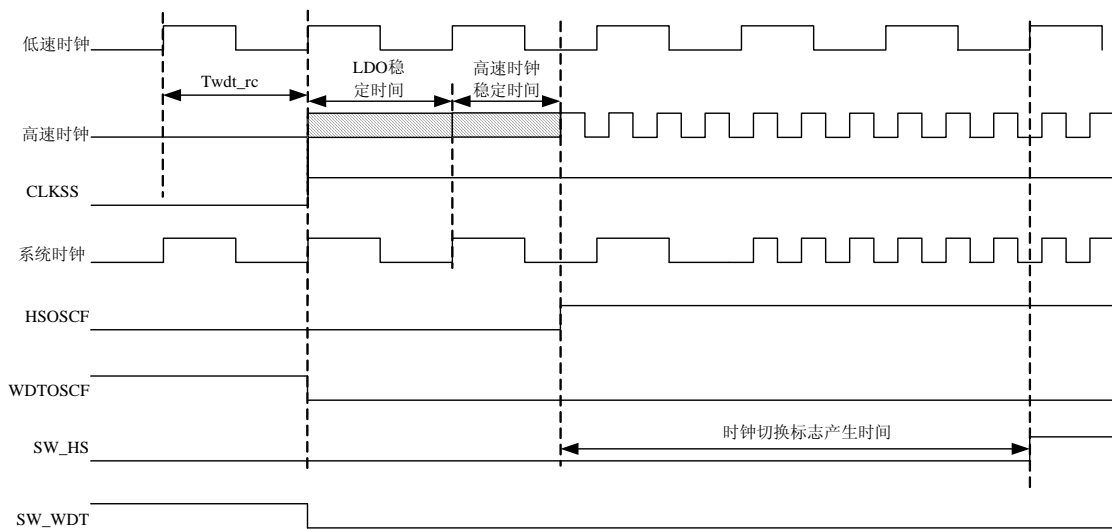 低速时钟
Twdt_rc
LDO稳
定时间
高速时钟
稳定时间
高速时钟
CLKSS
系统时钟
HSOSCF
WDTOSCF
时钟切换标志产生时间
SW_HS
SW_WDT